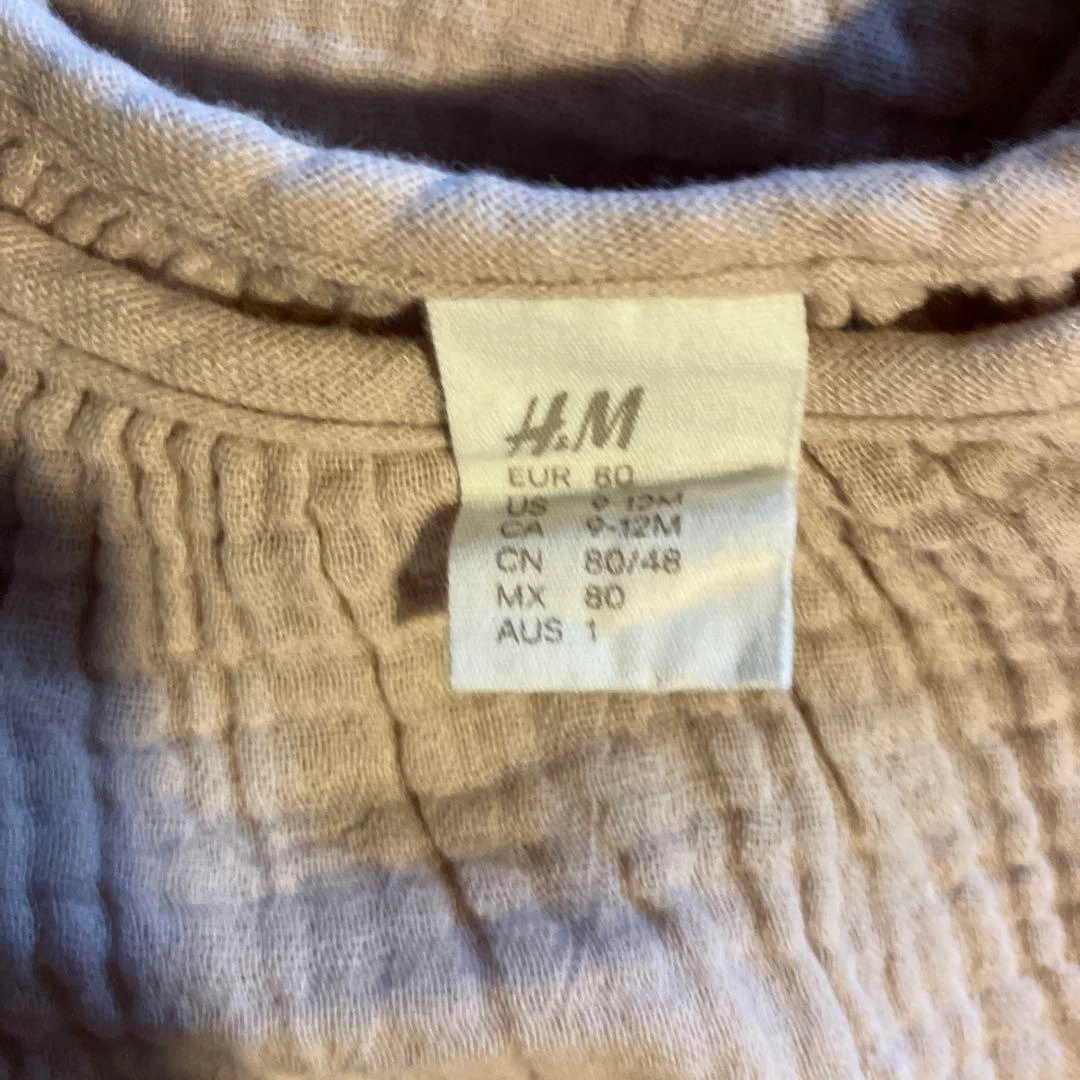 H&M
EUR 80
US 9-12M
CA 9-12M
CN 80/48
MX 80
AUS 1